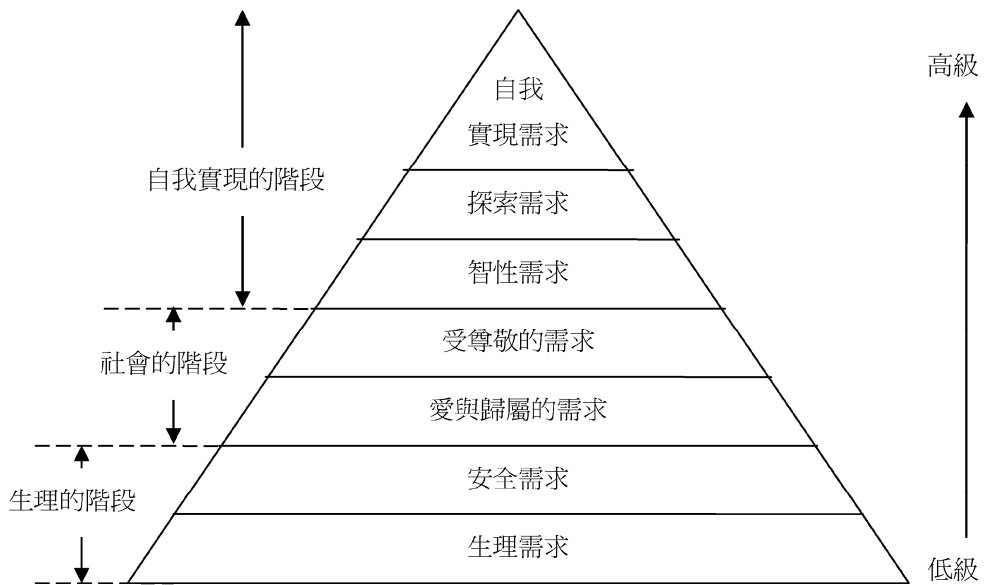 高級
自我
實現需求
自我實現的階段
探索需求
智性需求
受尊敬的需求
社會的階段
愛與歸屬的需求
安全需求
生理的階段
生理需求
低級